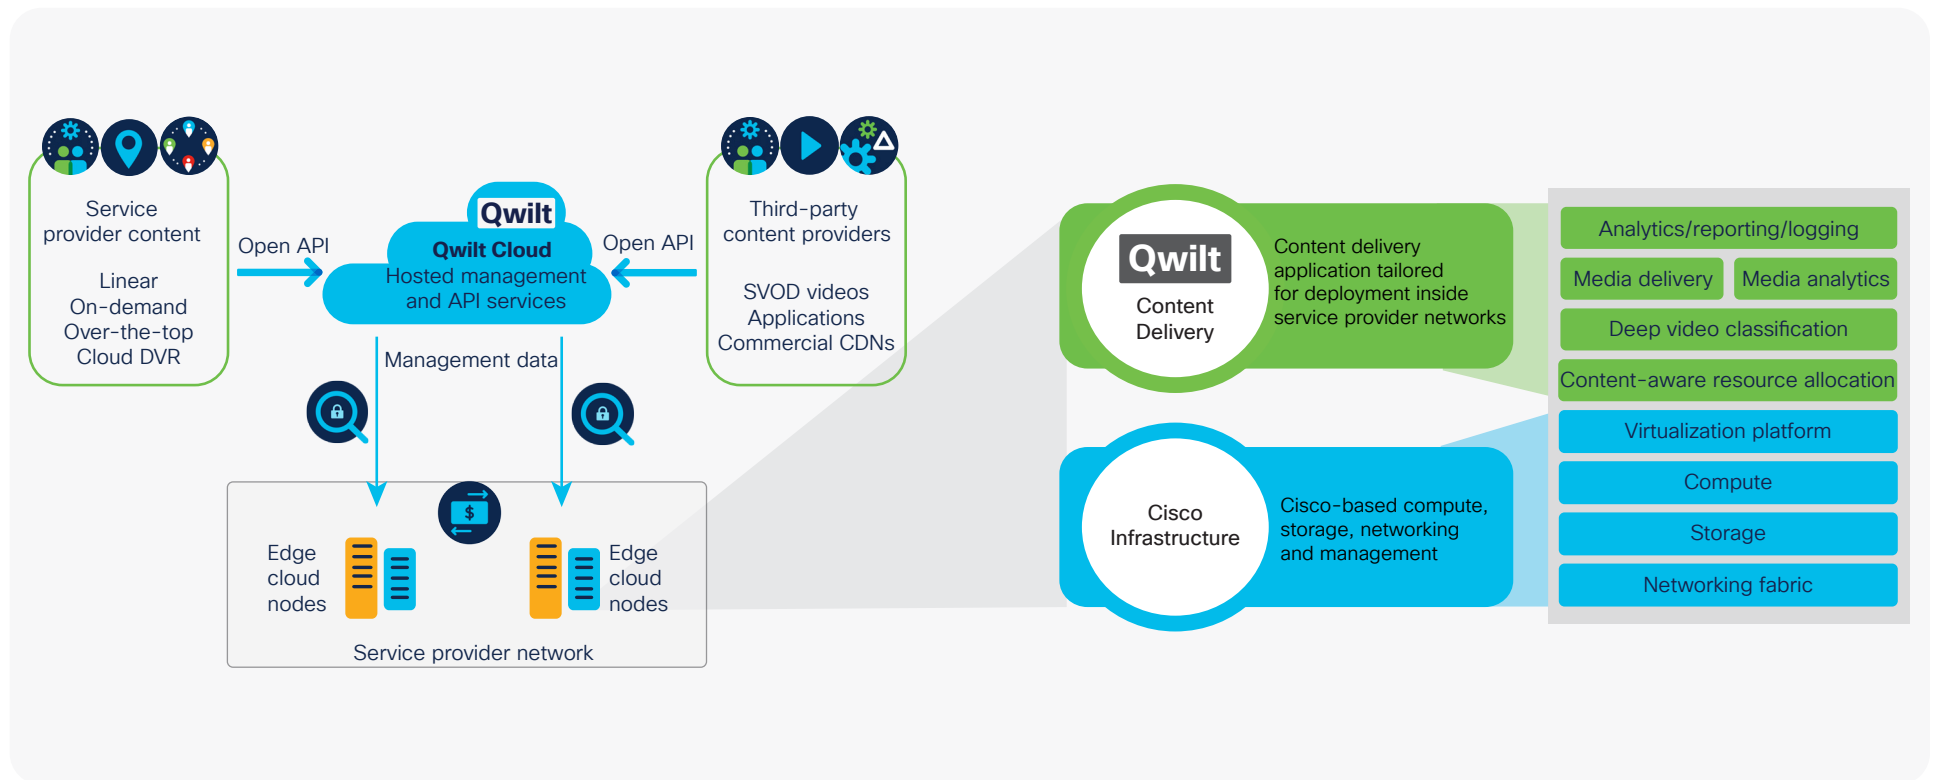 Service
provider content
Linear
On-demand
Over-the-top
Cloud DVR
Open API
Qwilt
Qwilt Cloud
Hosted management
and API services
Open API
Third-party
content providers
SVOD videos
Applications
Commercial CDNs
Management data
$
Edge
cloud
nodes
Edge
cloud
nodes
Service provider network
Qwilt
Content
Delivery
Content delivery
application tailored
for deployment inside
service provider networks
Cisco
Infrastructure
Cisco-based compute,
storage, networking
and management
Analytics/reporting/logging
Media delivery
Media analytics
Deep video classification
Content-aware resource allocation
Virtualization platform
Compute
Storage
Networking fabric